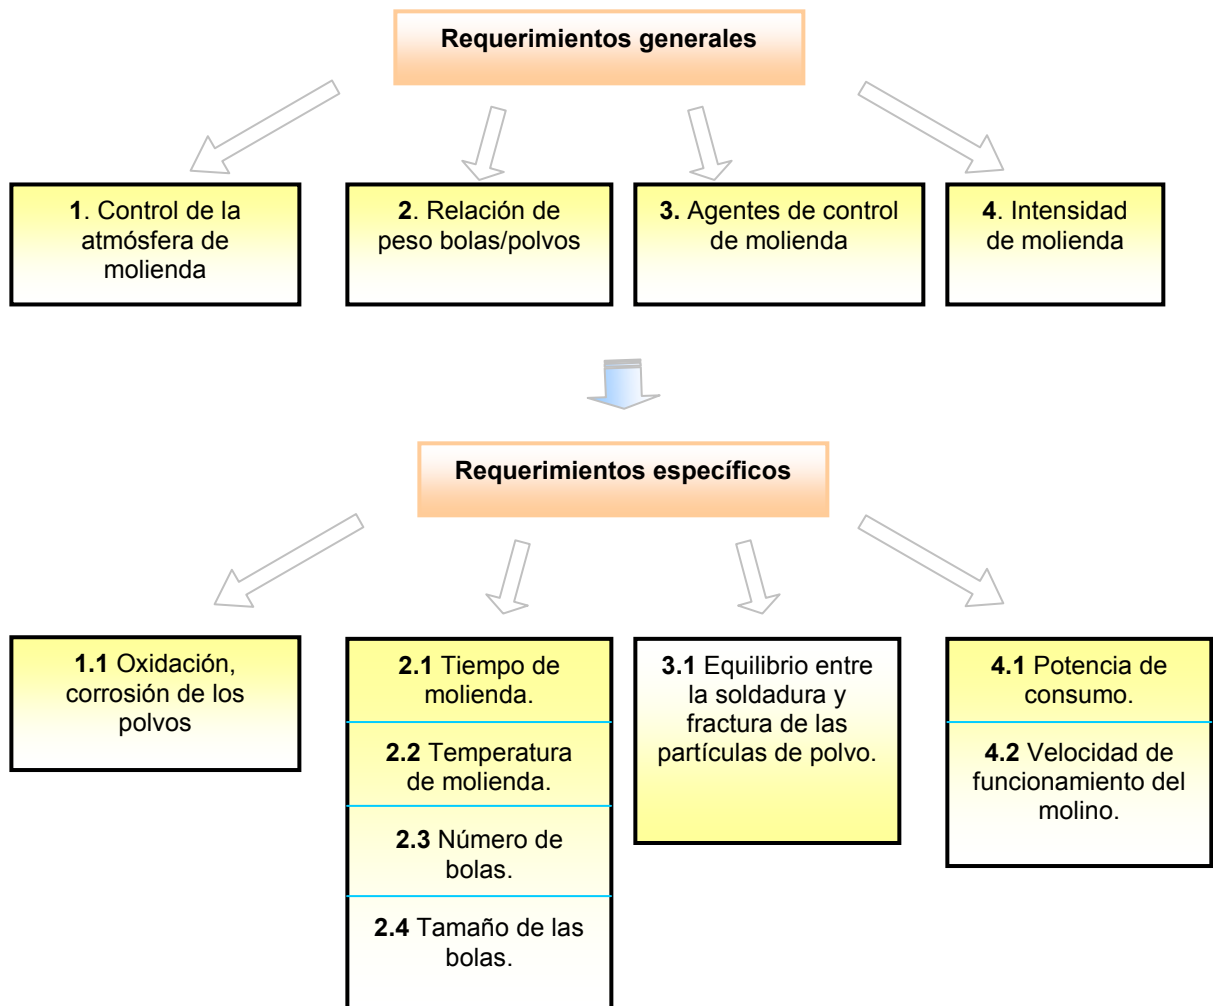 Requerimientos generales
1. Control de la
atmósfera de
molienda
2. Relación de
peso bolas/polvos
3. Agentes de control
de molienda
4. Intensidad
de molienda
Requerimientos específicos
1.1 Oxidación,
corrosión de los
polvos
2.1 Tiempo de
molienda.
2.2 Temperatura
de molienda.
2.3 Número de
bolas.
2.4 Tamaño de las
bolas.
3.1 Equilibrio entre
la soldadura y
fractura de las
partículas de polvo.
4.1 Potencia de
consumo.
4.2 Velocidad de
funcionamiento del
molino.